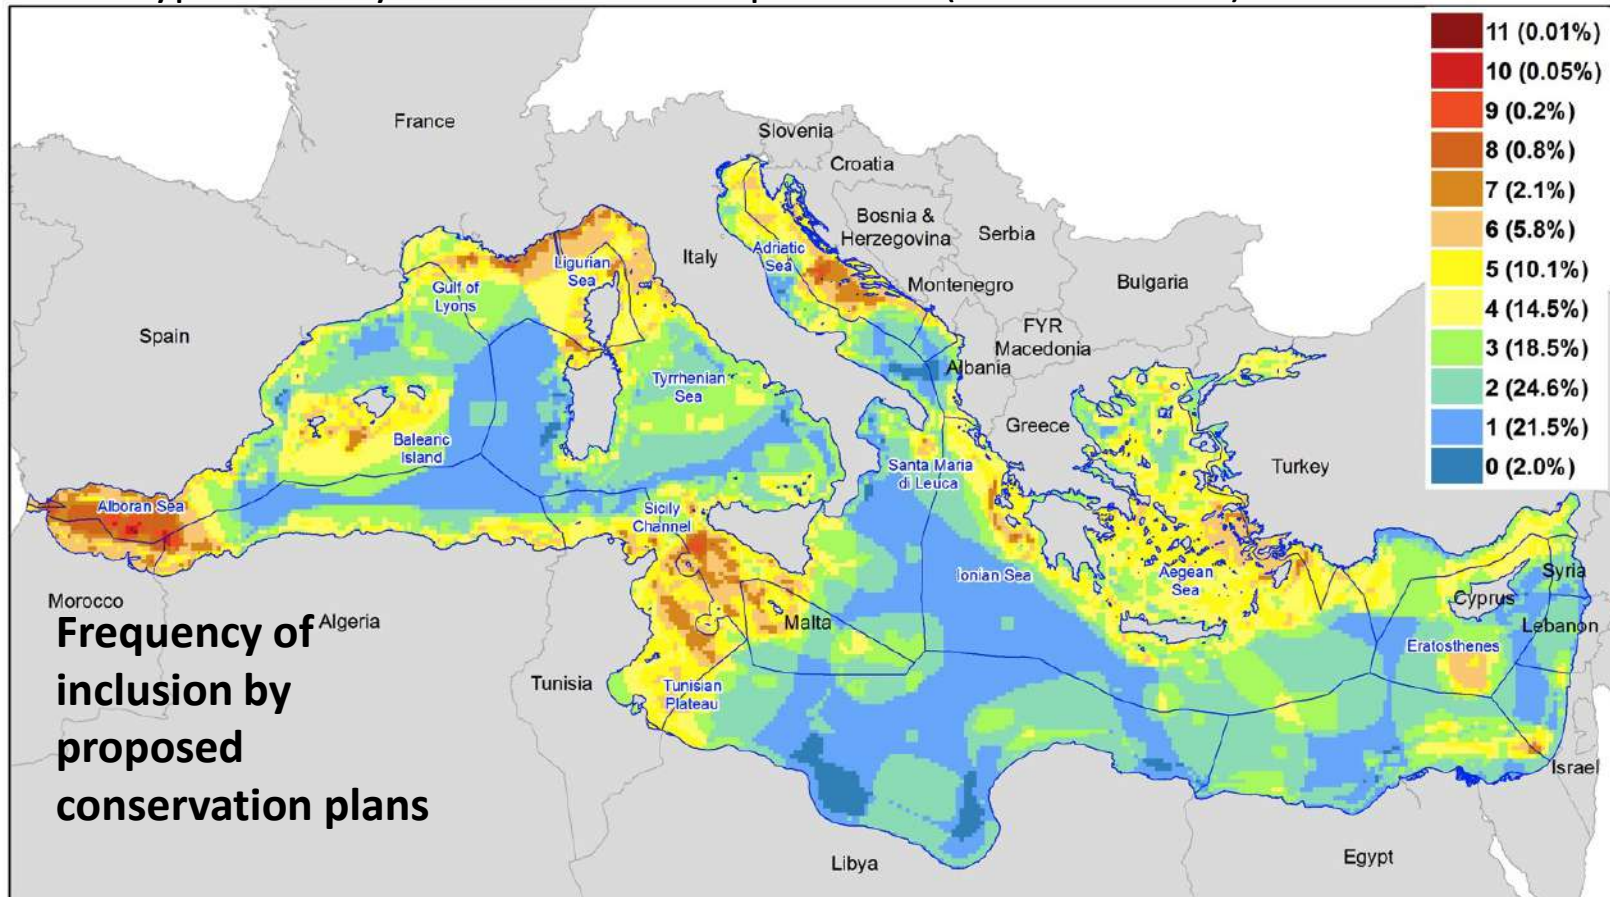 11 (0.01%)
10 (0.05%)
9 (0.2%)
8 (0.8%)
7 (2.1%)
6 (5.8%)
5 (10.1%)
4 (14.5%)
3 (18.5%)
2 (24.6%)
1 (21.5%)
0 (2.0%)
France
Slovenia
Croatia
Bosnia &
Herzegovina
Serbia
Italy
Adriatic
Sea
Ligurian
Sea
Montenegro
Bulgaria
Gulf of
Lyons
Spain
FYR
Macedonia
Albania
Tyrrhenian
Sea
Greece
Balearic
Island
Santa Maria
di Leuca
Turkey
Alboran Sea
Sicily
Channel
Ionian Sea
Aegean
Sea
Syria
Cyprus
Morocco
Algeria
Malta
Lebanon
Eratosthenes
Tunisia
Tunisian
Plateau
Israel
Libya
Egypt
Frequency of
inclusion by
proposed
conservation plans